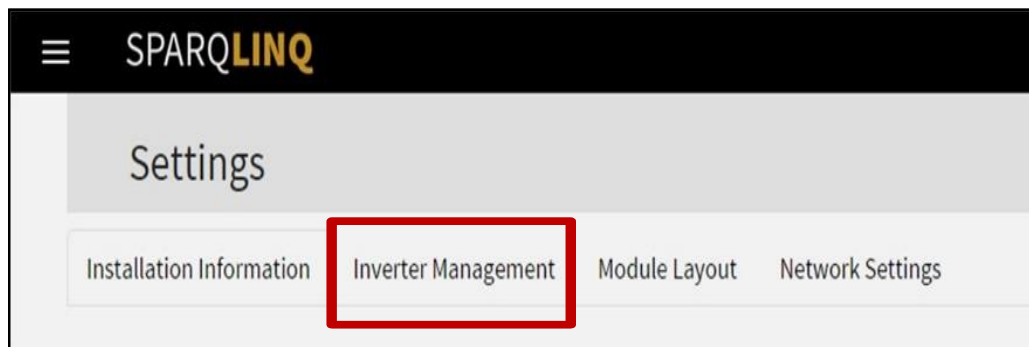 SPARQLINQ
Settings
Installation Information Inverter Management Module Layout Network Settings